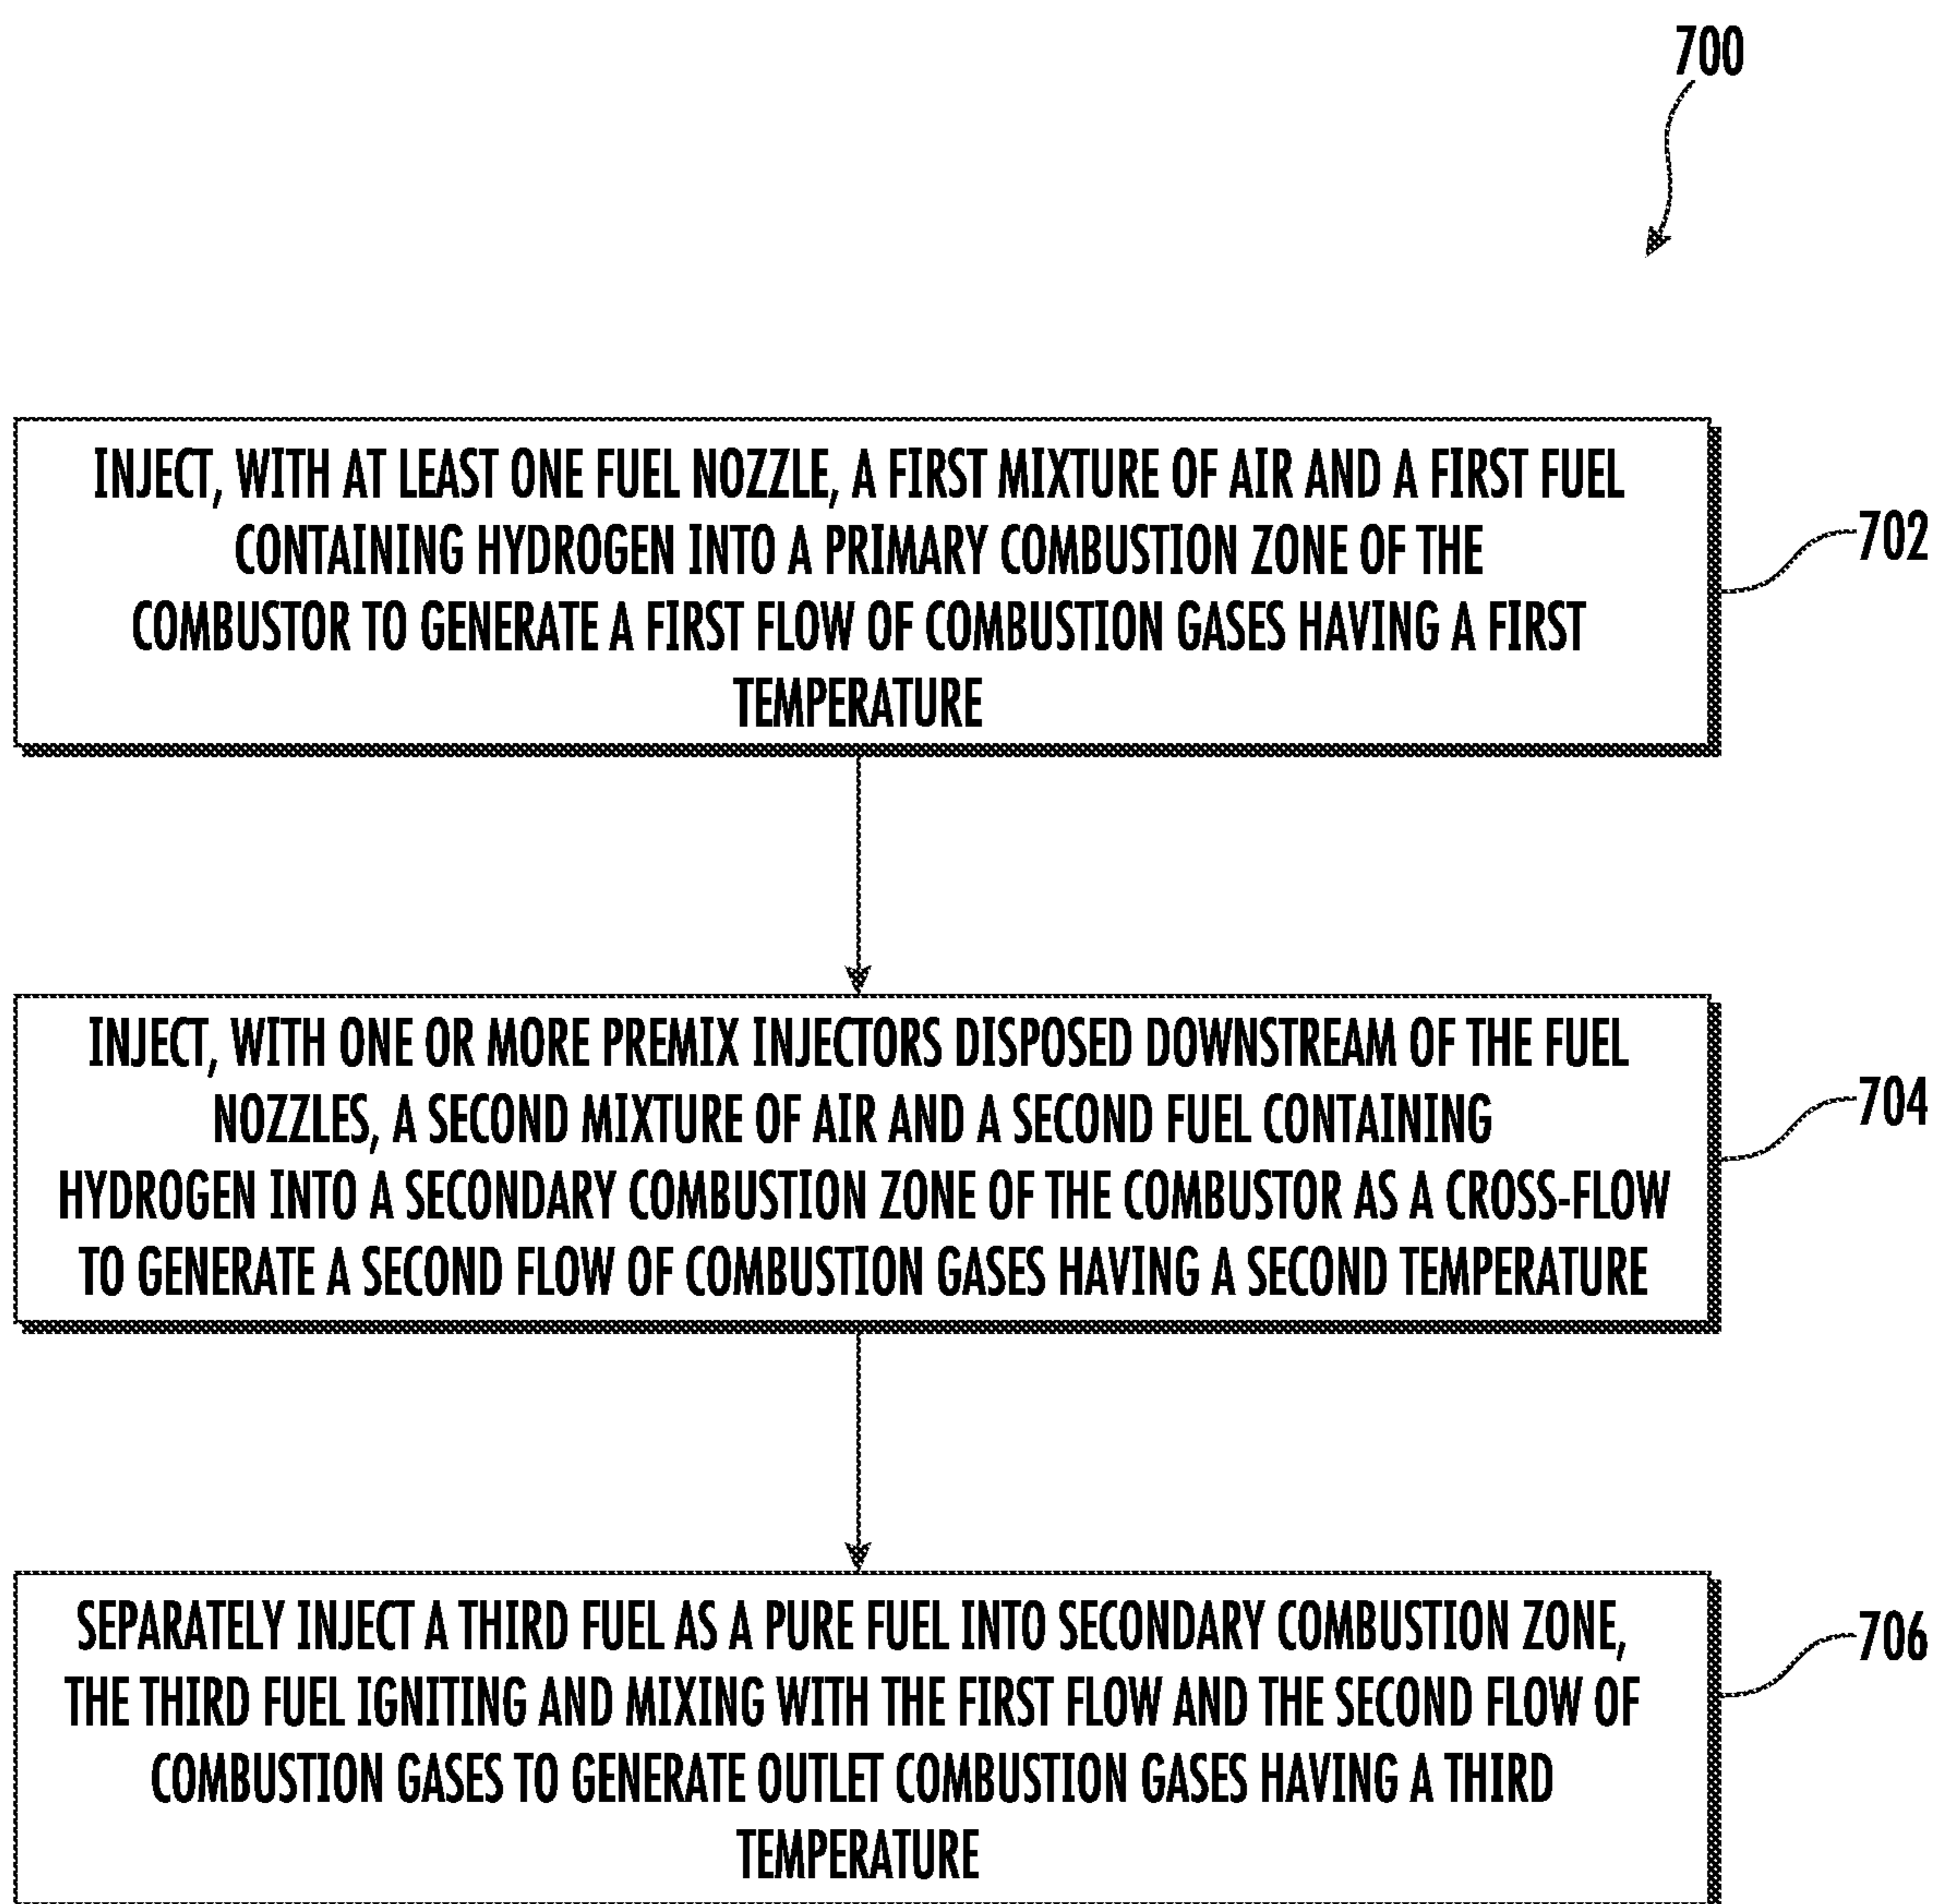 700
INJECT, WITH AT LEAST ONE FUEL NOZZLE, A FIRST MIXTURE OF AIR AND A FIRST FUEL
CONTAINING HYDROGEN INTO A PRIMARY COMBUSTION ZONE OF THE
COMBUSTOR TO GENERATE A FIRST FLOW OF COMBUSTION GASES HAVING A FIRST
TEMPERATURE
702
INJECT, WITH ONE OR MORE PREMIX INJECTORS DISPOSED DOWNSTREAM OF THE FUEL
NOZZLES, A SECOND MIXTURE OF AIR AND A SECOND FUEL CONTAINING
HYDROGEN INTO A SECONDARY COMBUSTION ZONE OF THE COMBUSTOR AS A CROSS-FLOW
TO GENERATE A SECOND FLOW OF COMBUSTION GASES HAVING A SECOND TEMPERATURE
704
SEPARATELY INJECT A THIRD FUEL AS A PURE FUEL INTO SECONDARY COMBUSTION ZONE,
THE THIRD FUEL IGNITING AND MIXING WITH THE FIRST FLOW AND THE SECOND FLOW OF
COMBUSTION GASES TO GENERATE OUTLET COMBUSTION GASES HAVING A THIRD
TEMPERATURE
706